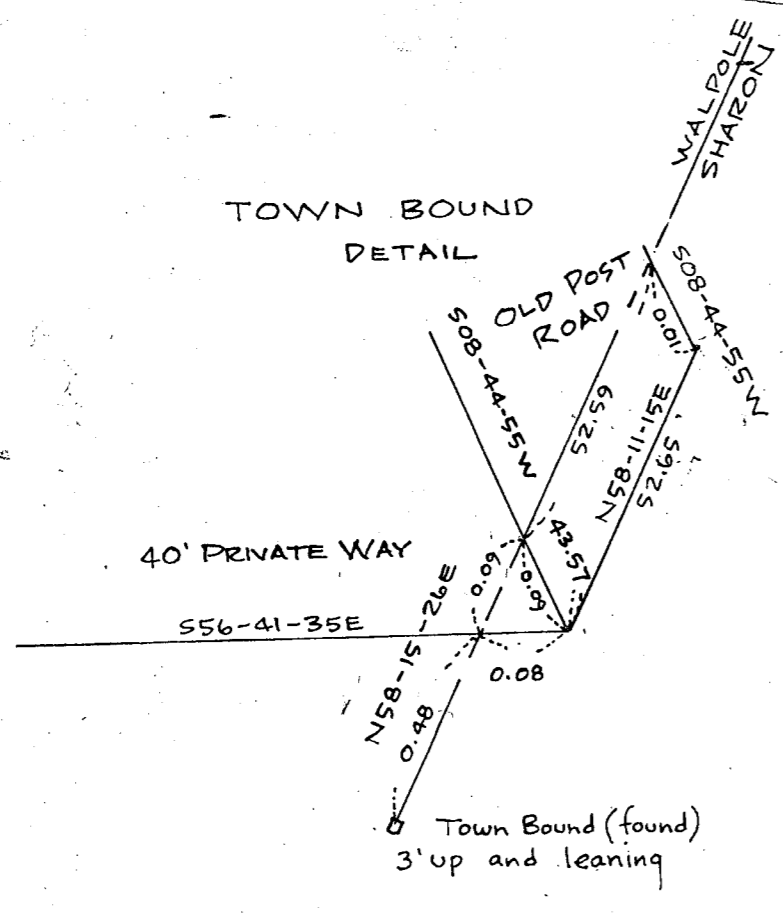 WALPOLE
SHARON
TOWN BOUND
DETAIL
OLD POST
ROAD
S08-44-55W
0.01
S08-44-55W
52.59
N58-11-15E
52.65
43.57
40' PRIVATE WAY
0.09
0.09
S56-41-35E
N58-15-26E
0.08
0.48
Town Bound (found)
3' up and leaning